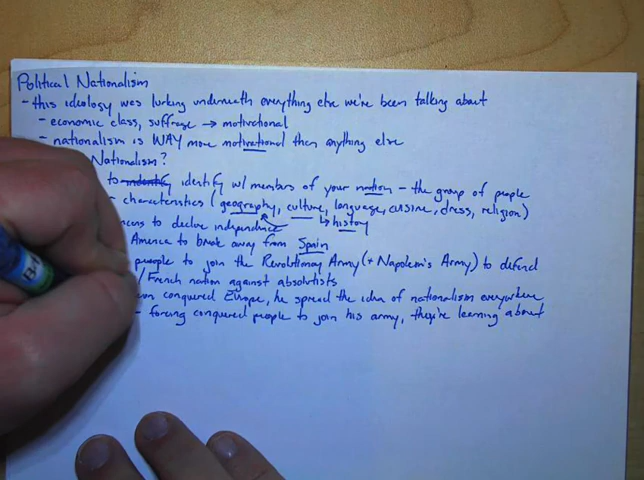 Political Nationalism
- this ideology was lurking underneath everything else we've been talking about
- economic class, suffrage → motivational
- nationalism is WAY more motivational than anything else
Nationalism?
to identify w/ members of your nation - the group of people
- characteristics (geography, culture, language, cuisine, dress, religion)
↳ history
means to declare independence
America to break away from Spain
people to join the Revolutionary Army (+ Napoleon's Army) to defend
/French nation against absolutists
conquered Europe, he spread the idea of nationalism everywhere
- forcing conquered people to join his army, they're learning about